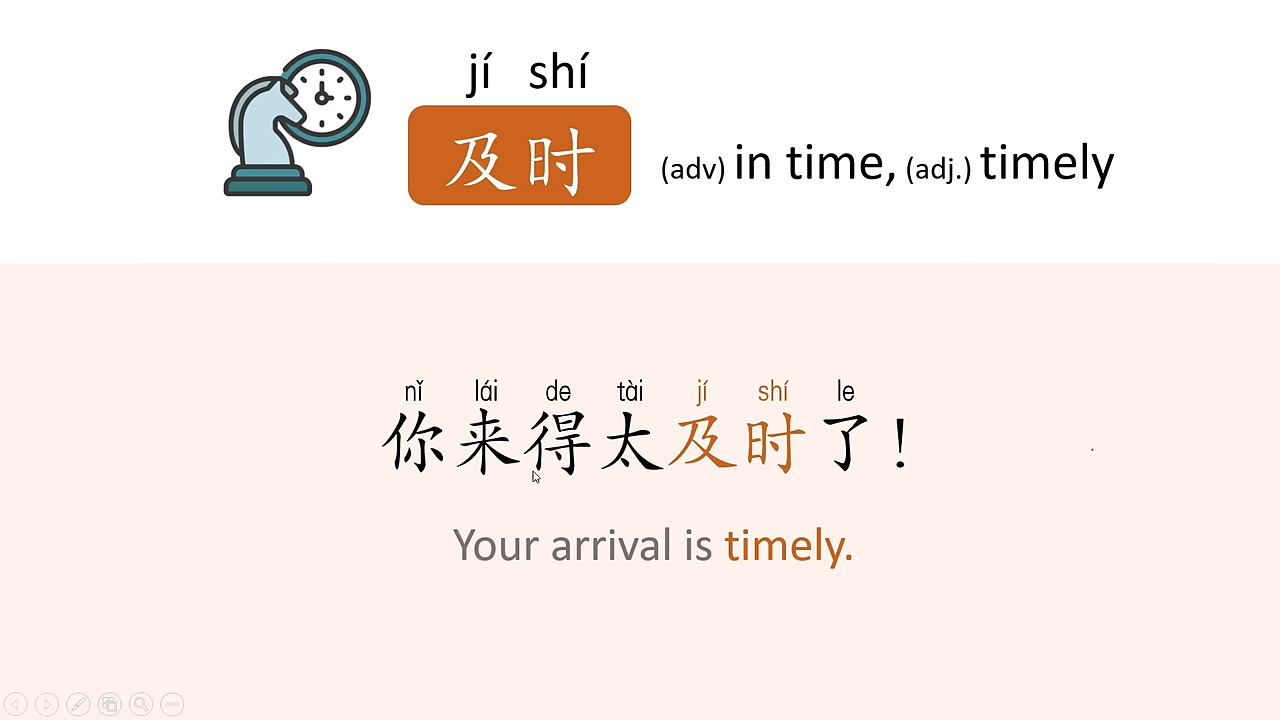 jí shí
及时
(adv) in time, (adj.) timely
nǐ lái de tài jí shí le
你来得太及时了！
Your arrival is timely.